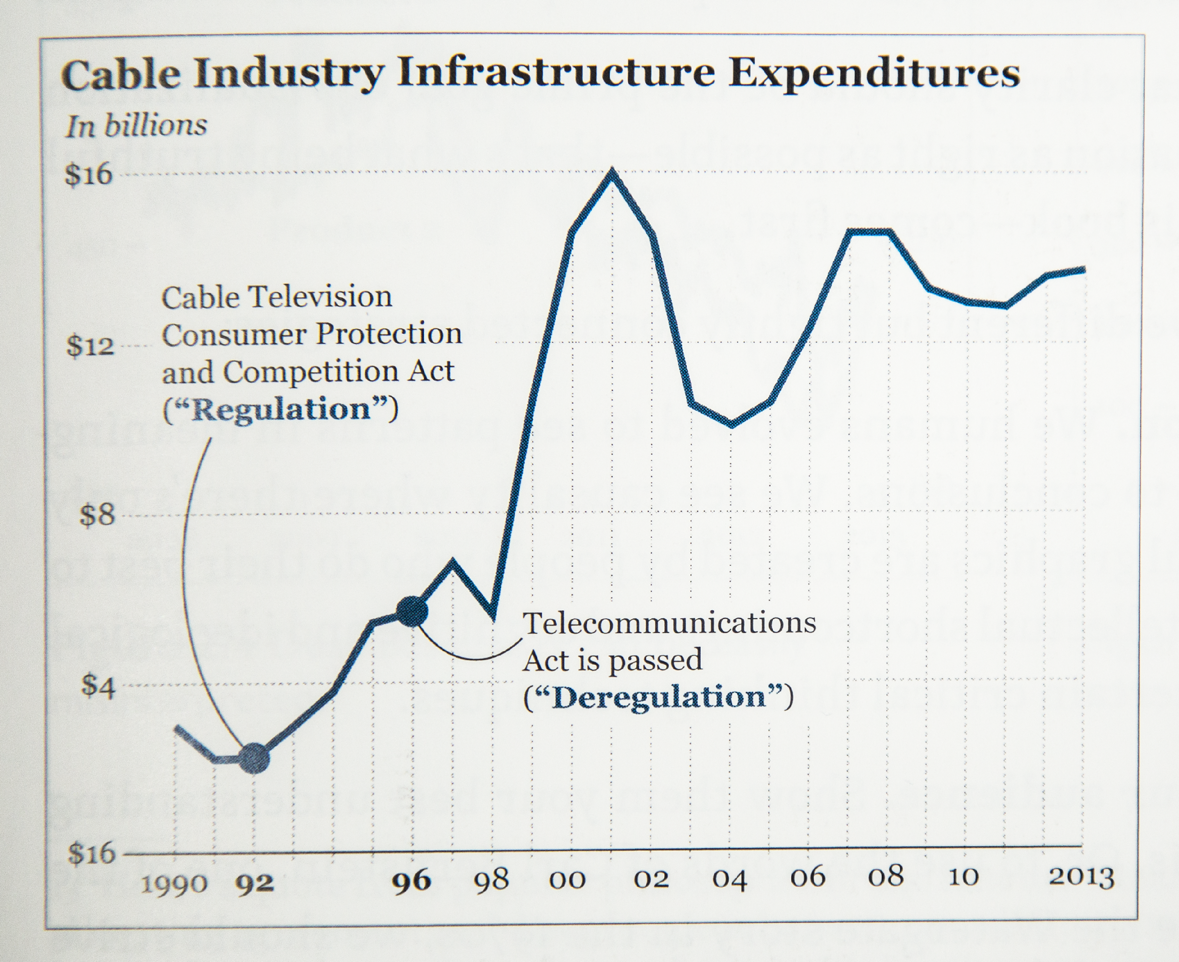 Cable Industry Infrastructure Expenditures
In billions
$16
Cable Television
Consumer Protection
and Competition Act
(“Regulation”)
$12
$8
Telecommunications
Act is passed
(“Deregulation”)
$4
$16
1990 92 96 98 00 02 04 06 08 10 2013